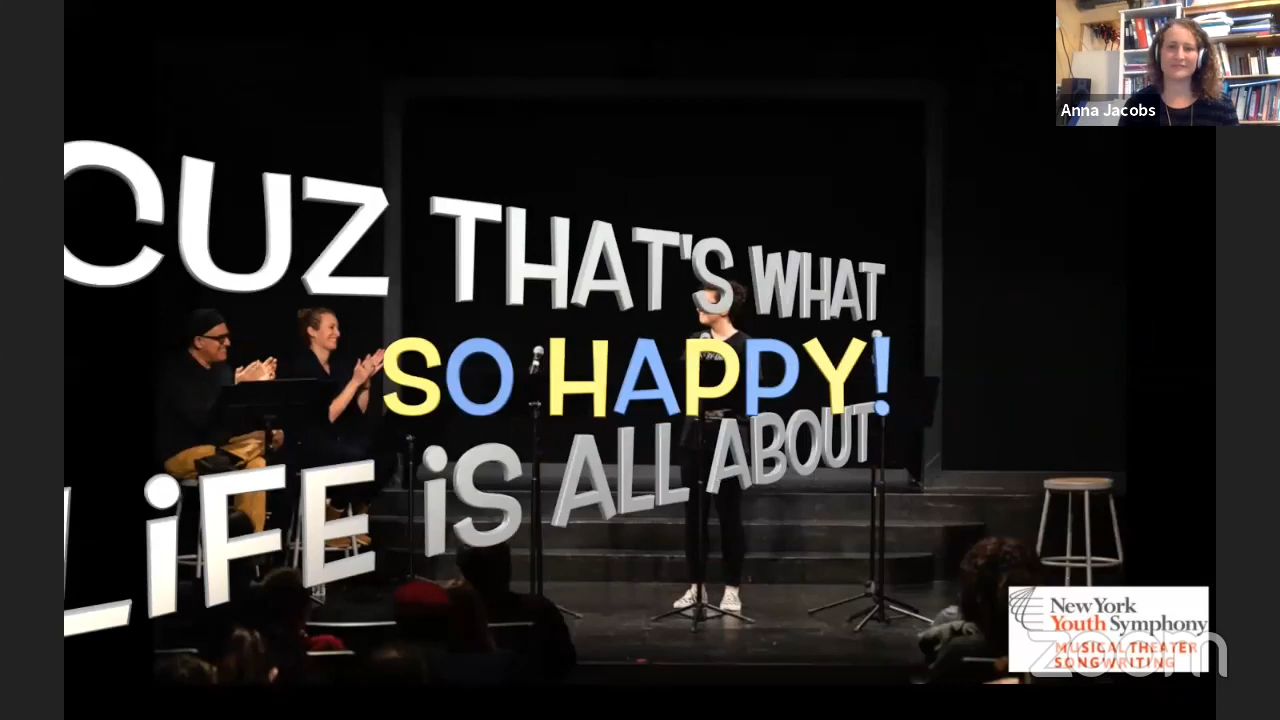 Anna Jacobs
CUZ THAT'S WHAT
SO HAPPY!
LiFE iS ALL ABOUT
New York
Youth Symphony
MUSICAL THEATER
SONGWRITING
zoom